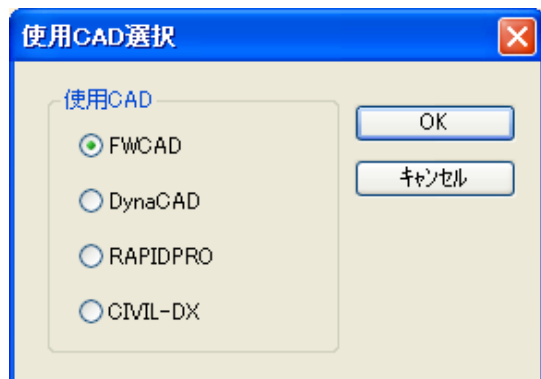 使用CAD選択
使用CAD
FWCAD
DynaCAD
RAPIDPRO
CIVIL-DX
OK
ｷｬﾝｾﾙ